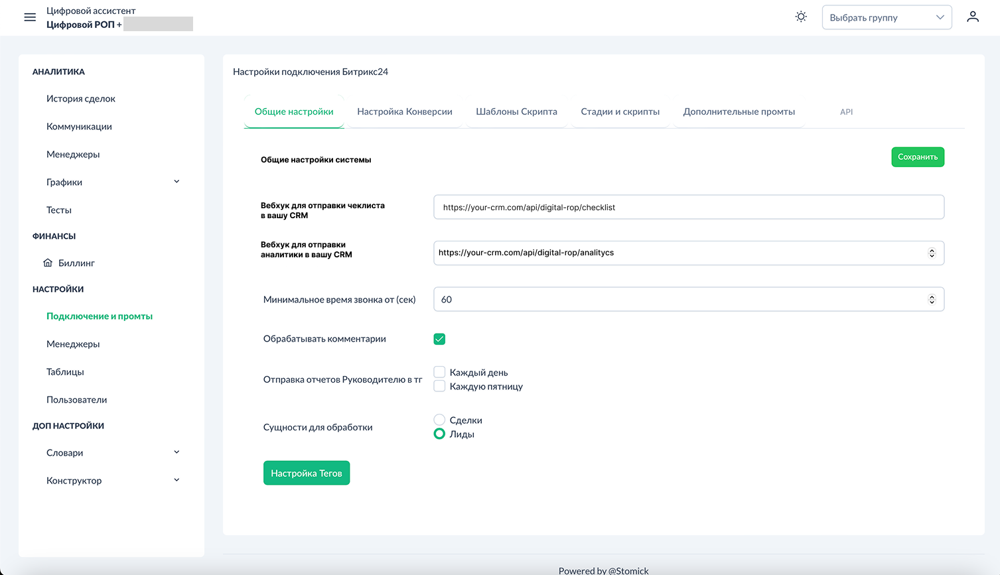 Цифровой ассистент
Цифровой РОП +
Выбрать группу
АНАЛИТИКА
История сделок
Коммуникации
Менеджеры
Графики
Тесты
ФИНАНСЫ
Биллинг
НАСТРОЙКИ
Подключение и промты
Менеджеры
Таблицы
Пользователи
ДОП НАСТРОЙКИ
Словари
Конструктор
Настройки подключения Битрикс24
Общие настройки
Настройка Конверсии
Шаблоны Скрипта
Стадии и скрипты
Дополнительные промты
API
Общие настройки системы
Сохранить
Вебхук для отправки чеклиста
в вашу CRM
https://your-crm.com/api/digital-rop/checklist
Вебхук для отправки
аналитики в вашу CRM
https://your-crm.com/api/digital-rop/analitycs
Минимальное время звонка от (сек)
60
Обрабатывать комментарии
Отправка отчетов Руководителю в тг
Каждый день
Каждую пятницу
Сущности для обработки
Сделки
Лиды
Настройка Тегов
Powered by @Stomick